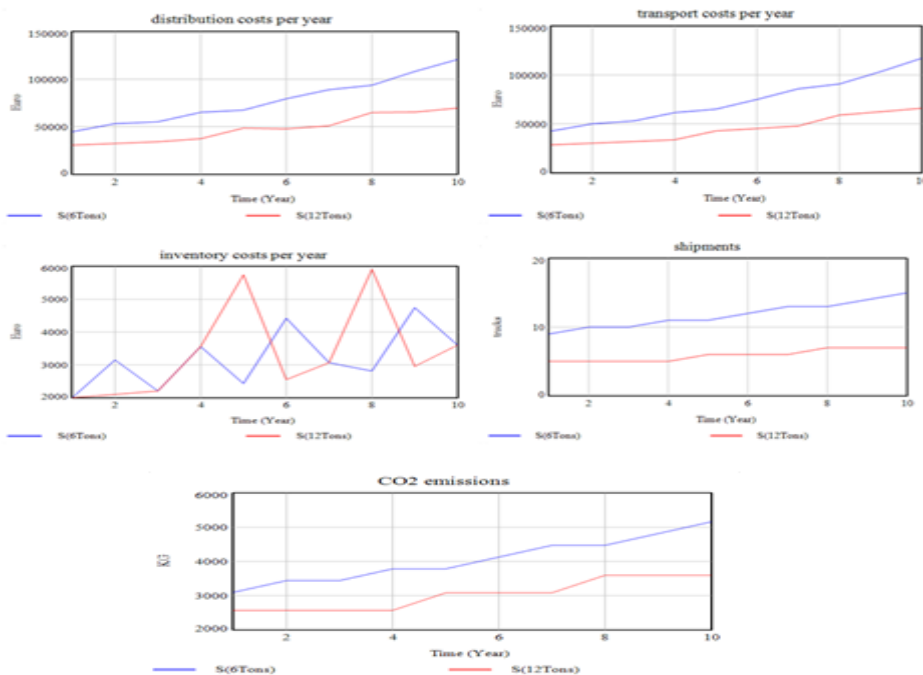 distribution costs per year
150000
100000
50000
0
Euro
2 4 6 8 10
Time (Year)
S(6Tons) S(12Tons)
transport costs per year
150000
100000
50000
0
Euro
2 4 6 8 10
Time (Year)
S(6Tons) S(12Tons)
inventory costs per year
6000
5000
4000
3000
2000
Euro
2 4 6 8 10
Time (Year)
S(6Tons) S(12Tons)
shipments
20
10
0
trucks
2 4 6 8 10
Time (Year)
S(6Tons) S(12Tons)
CO2 emissions
6000
5000
4000
3000
2000
KG
2 4 6 8 10
Time (Year)
S(6Tons) S(12Tons)